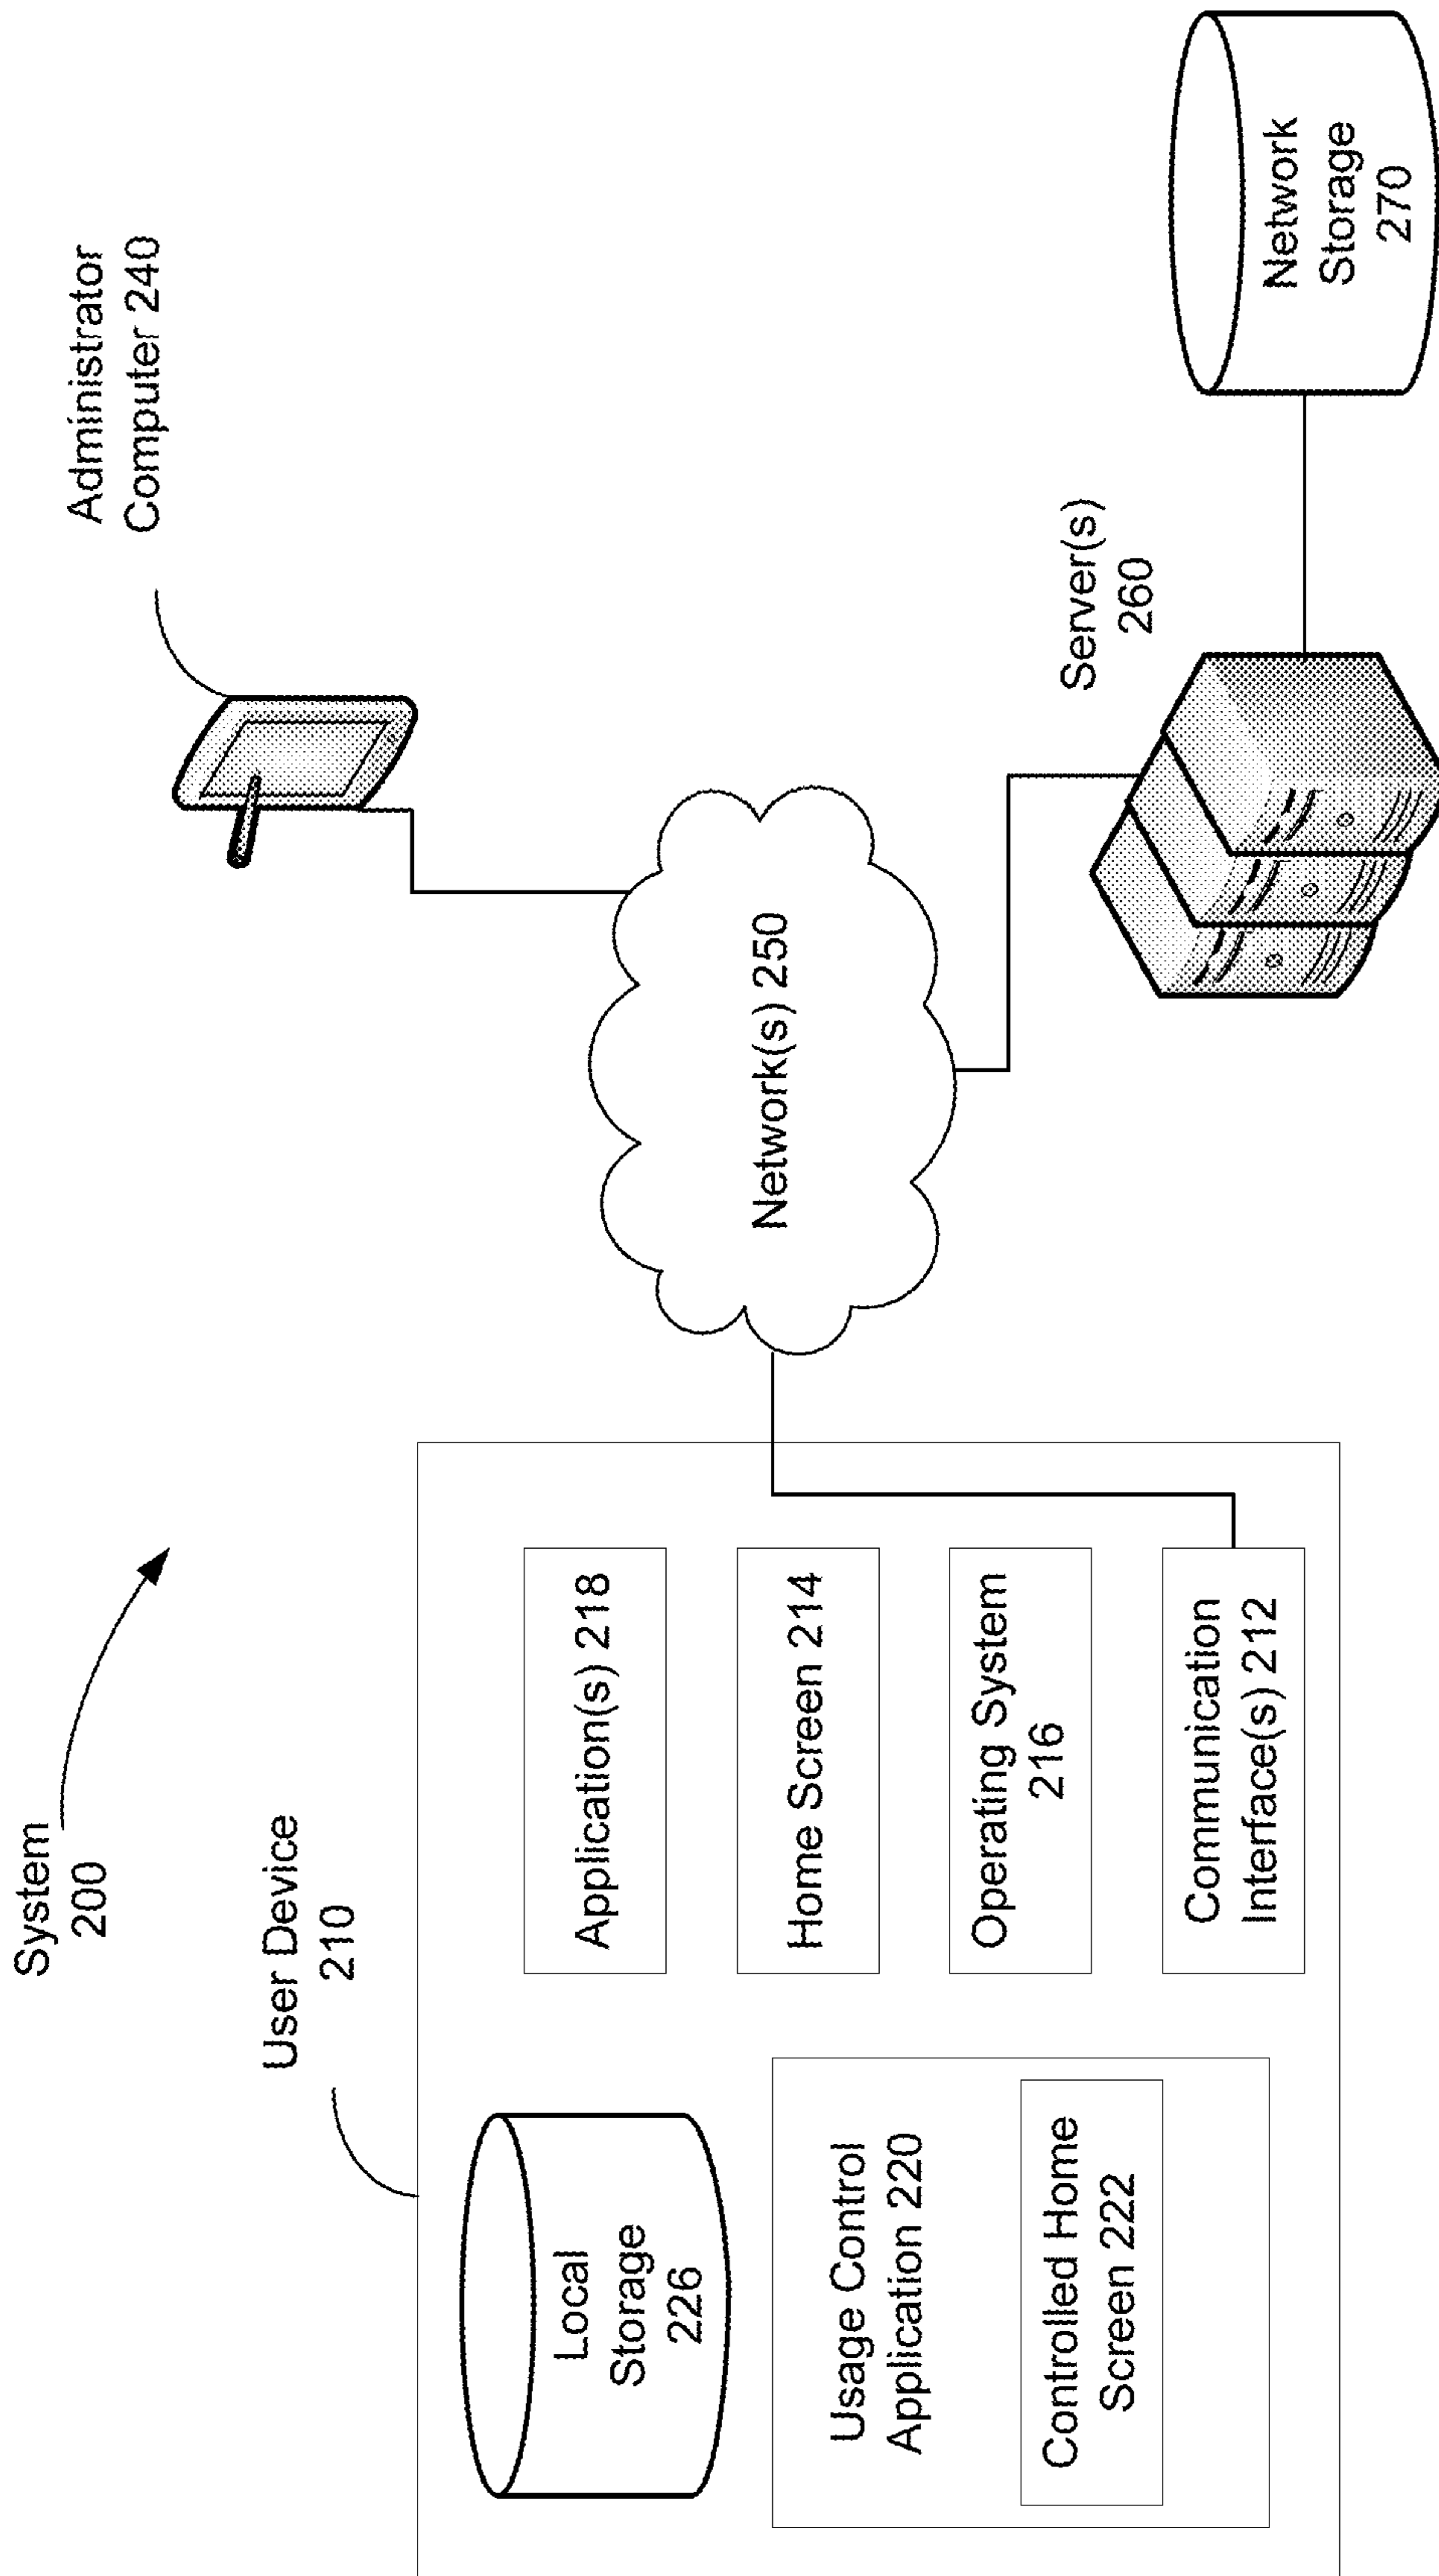 System
200
User Device
210
Local
Storage
226
Usage Control
Application 220
Controlled Home
Screen 222
Application(s) 218
Home Screen 214
Operating System
216
Communication
Interface(s) 212
Network(s) 250
Administrator
Computer 240
Server(s)
260
Network
Storage
270